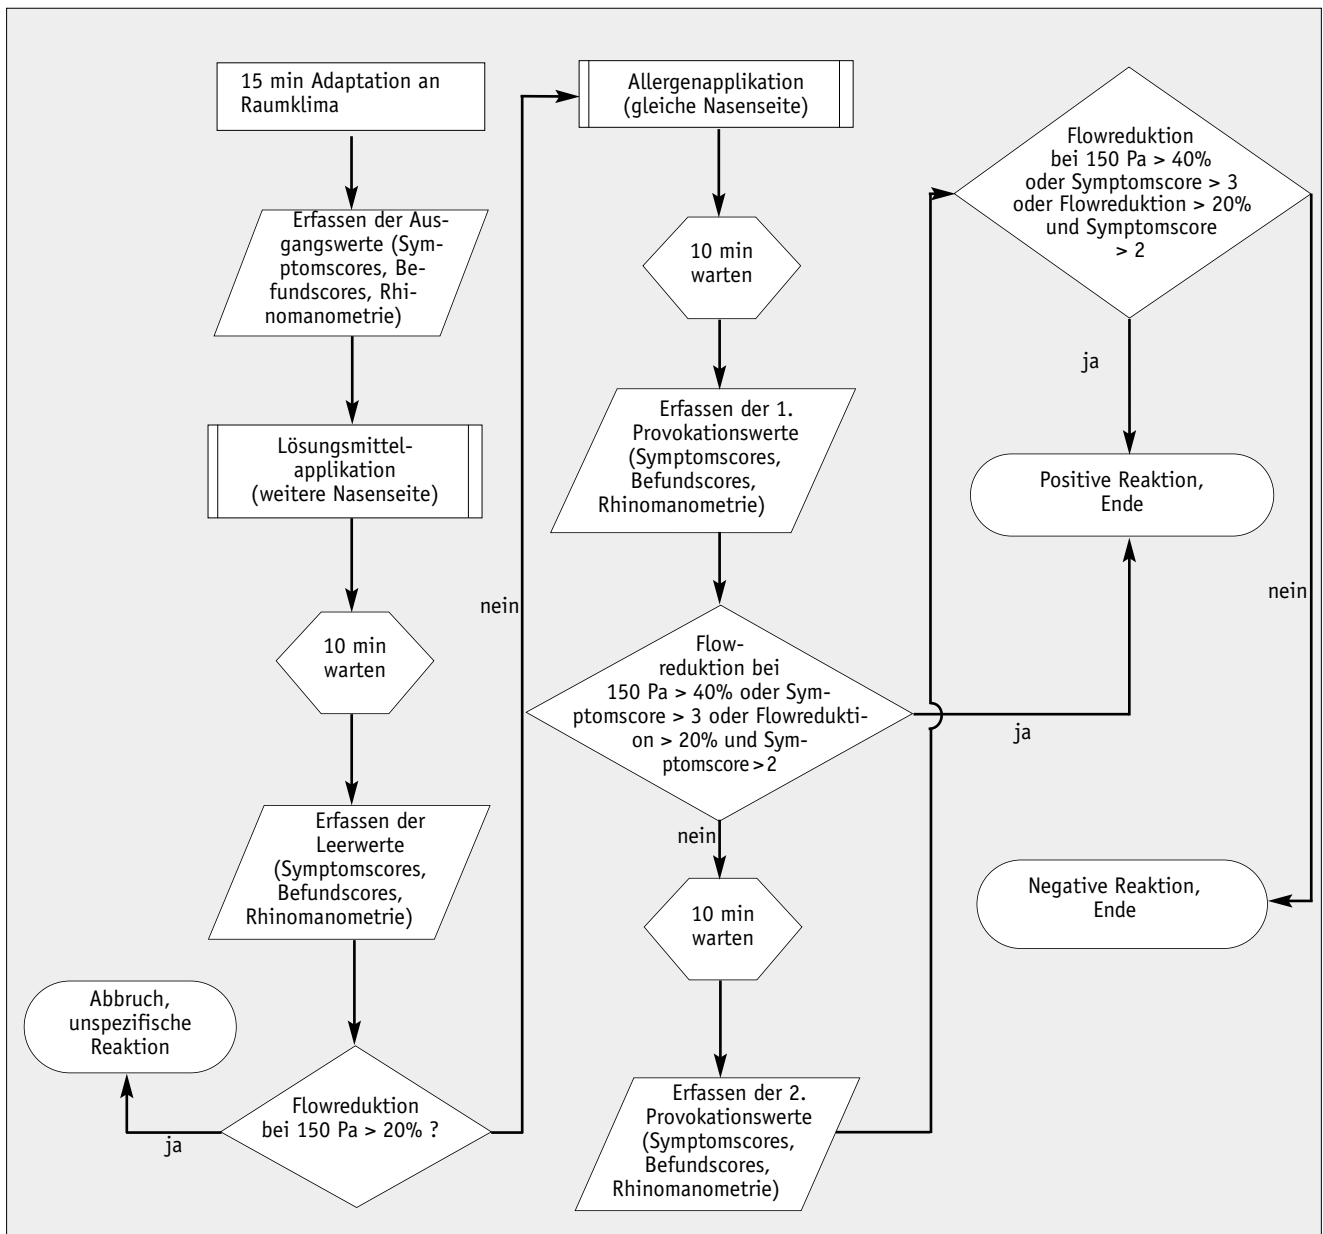 15 min Adaptation an
Raumklima
Erfassen der Aus-
gangswerte (Sym-
ptomscores, Be-
fundscores, Rhi-
nomanometrie)
Lösungsmittel-
applikation
(weitere Nasenseite)
10 min
warten
Erfassen der
Leerwerte
(Symptomscores,
Befundscores,
Rhinomanometrie)
Flowreduktion
bei 150 Pa > 20% ?
ja
Abbruch,
unspezifische
Reaktion
nein
Allergenapplikation
(gleiche Nasenseite)
10 min
warten
Erfassen der 1.
Provokationswerte
(Symptomscores,
Befundscores,
Rhinomanometrie)
Flow-
reduktion bei
150 Pa > 40% oder Sym-
ptomscore > 3 oder Flowredukti-
on > 20% und Sym-
ptomscore > 2
ja
nein
10 min
warten
Erfassen der 2.
Provokationswerte
(Symptomscores,
Befundscores,
Rhinomanometrie)
Flowreduktion
bei 150 Pa > 40%
oder Symptomscore > 3
oder Flowreduktion > 20%
und Symptomscore
> 2
ja
Positive Reaktion,
Ende
nein
Negative Reaktion,
Ende